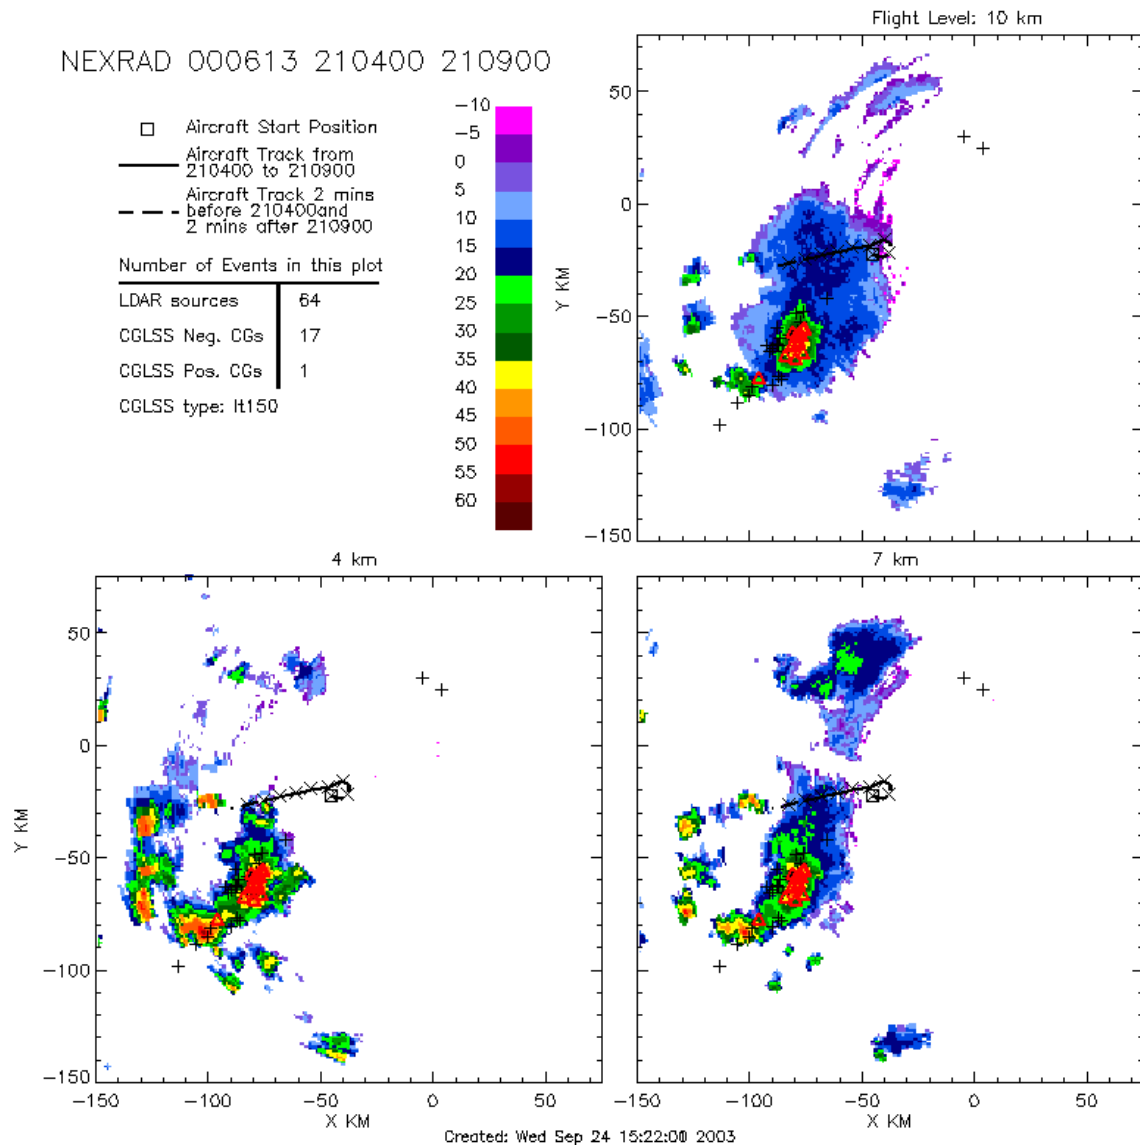 Flight Level: 10 km
NEXRAD 000613 210400 210900
Aircraft Start Position
Aircraft Track from
210400 to 210900
Aircraft Track 2 mins
before 210400and
2 mins after 210900
Number of Events in this plot
LDAR sources 64
CGLSS Neg. CGs 17
CGLSS Pos. CGs 1
CGLSS type: lt150
-10
-5
0
5
10
15
20
25
30
35
40
45
50
55
60
Y KM
50
0
-50
-100
-150
4 km
Y KM
50
0
-50
-100
-150
-150 -100 -50 0 50
X KM
7 km
50
0
-50
-100
-150
-150 -100 -50 0 50
X KM
Created: Wed Sep 24 15:22:00 2003